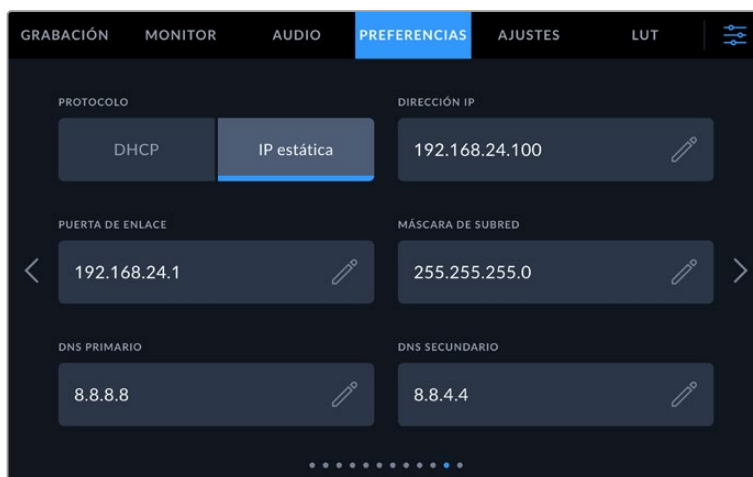 GRABACIÓN MONITOR AUDIO PREFERENCIAS AJUSTES LUT
PROTOCOLO DIRECCIÓN IP
DHCP IP estática 192.168.24.100
PUERTA DE ENLACE MÁSCARA DE SUBRED
192.168.24.1 255.255.255.0
DNS PRIMARIO DNS SECUNDARIO
8.8.8.8 8.8.4.4